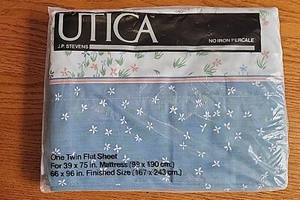 UTICA
J.P. STEVENS
NO IRON PERCALE
One Twin Flat Sheet
For 39 x 75 in. Mattress (99 x 190 cm.)
66 x 96 in. Finished Size (167 x 243 cm.)